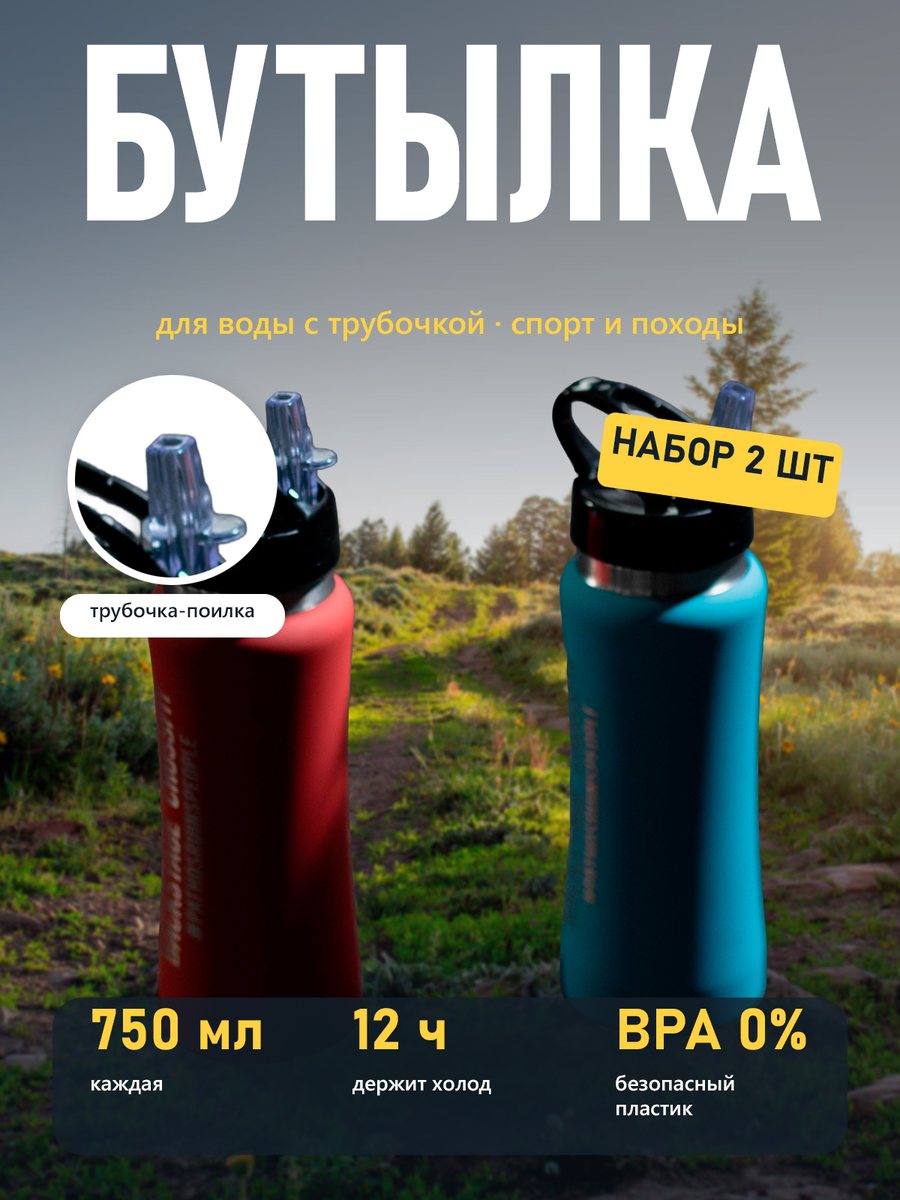 БУТЫЛКА
для воды с трубочкой · спорт и походы
НАБОР 2 ШТ
трубочка-поилка
750 мл
каждая
12 ч
держит холод
BPA 0%
безопасный
пластик